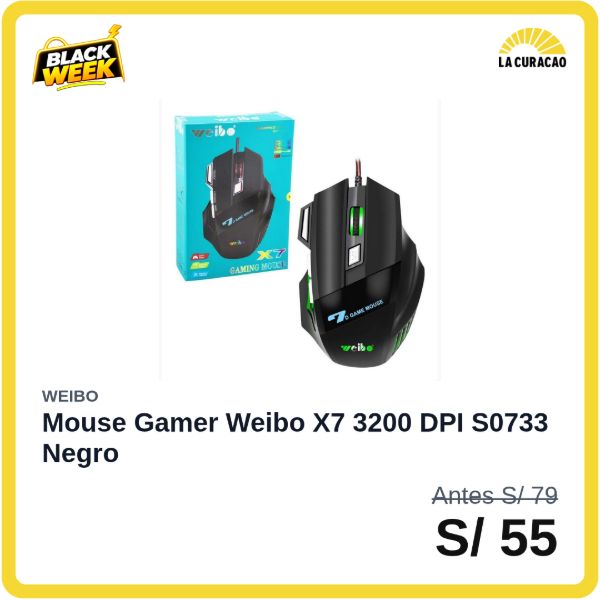 BLACK
WEEK
LA CURACAO
weibo
X7
GAMING MOUSE
7D GAME MOUSE
weibo
WEIBO
Mouse Gamer Weibo X7 3200 DPI S0733
Negro
Antes S/ 79
S/ 55